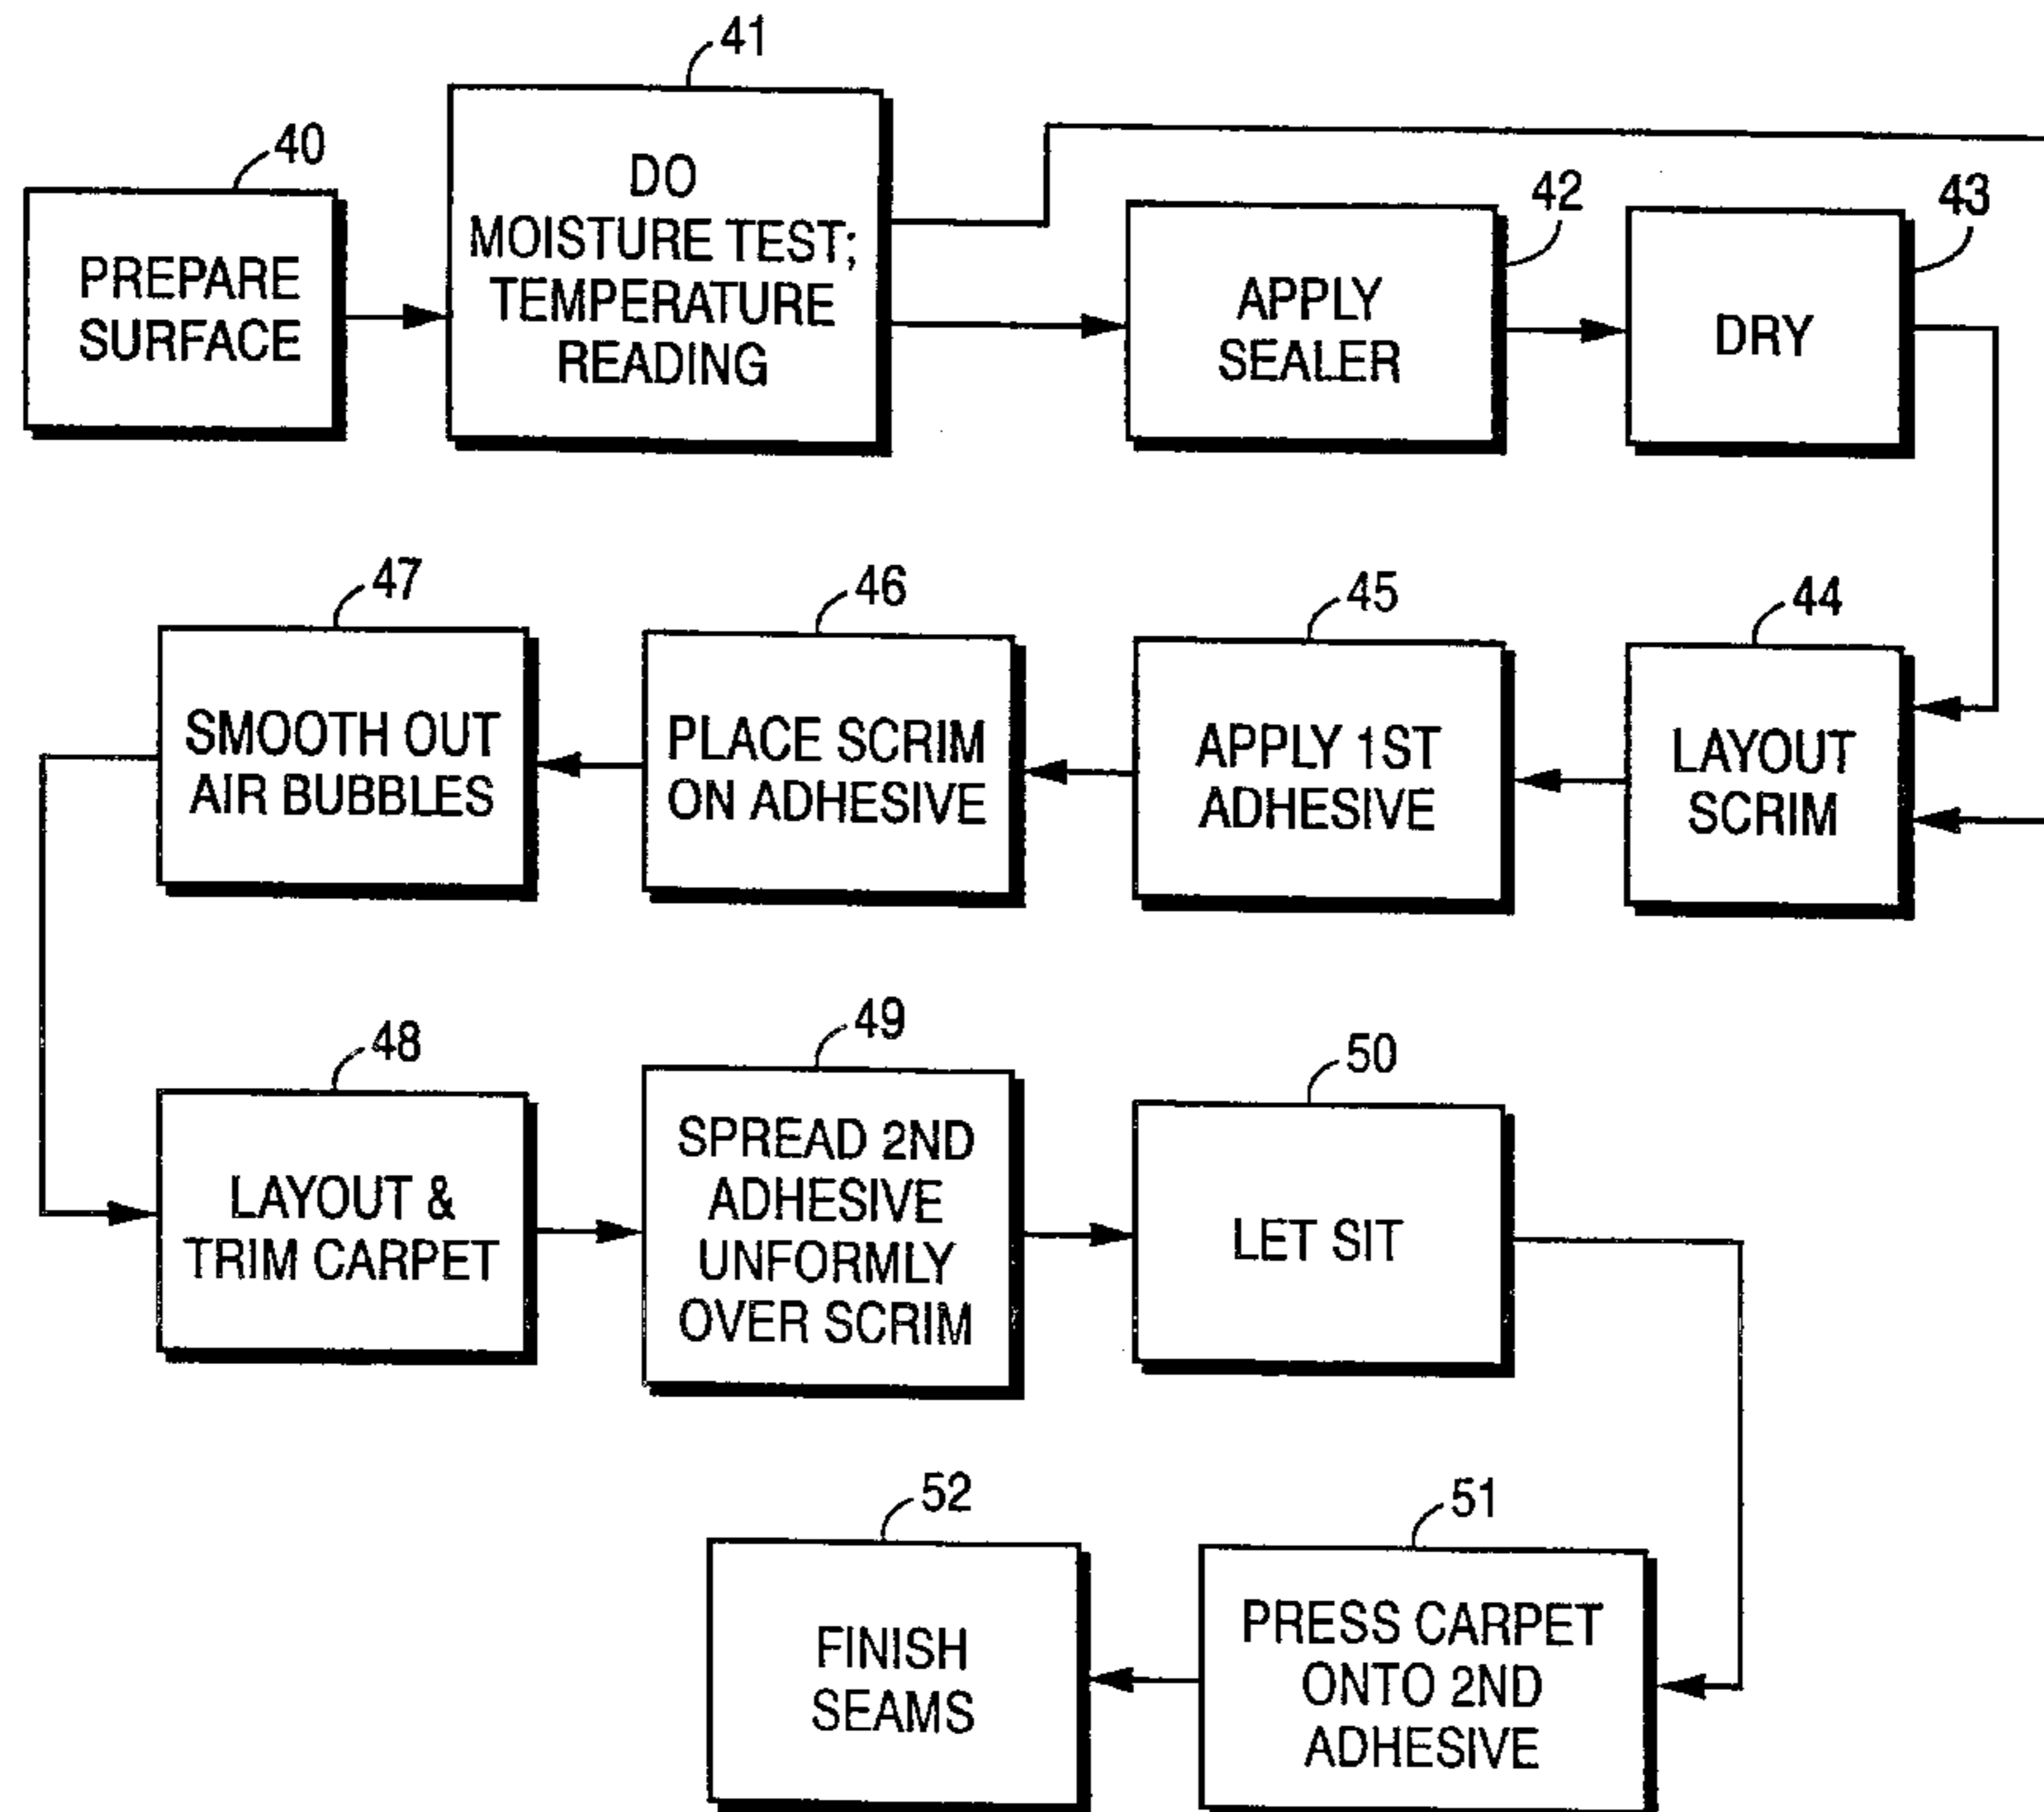 40
PREPARE
SURFACE
41
DO
MOISTURE TEST;
TEMPERATURE
READING
42
APPLY
SEALER
43
DRY
44
LAYOUT
SCRIM
45
APPLY 1ST
ADHESIVE
46
PLACE SCRIM
ON ADHESIVE
47
SMOOTH OUT
AIR BUBBLES
48
LAYOUT &
TRIM CARPET
49
SPREAD 2ND
ADHESIVE
UNFORMLY
OVER SCRIM
50
LET SIT
51
PRESS CARPET
ONTO 2ND
ADHESIVE
52
FINISH
SEAMS